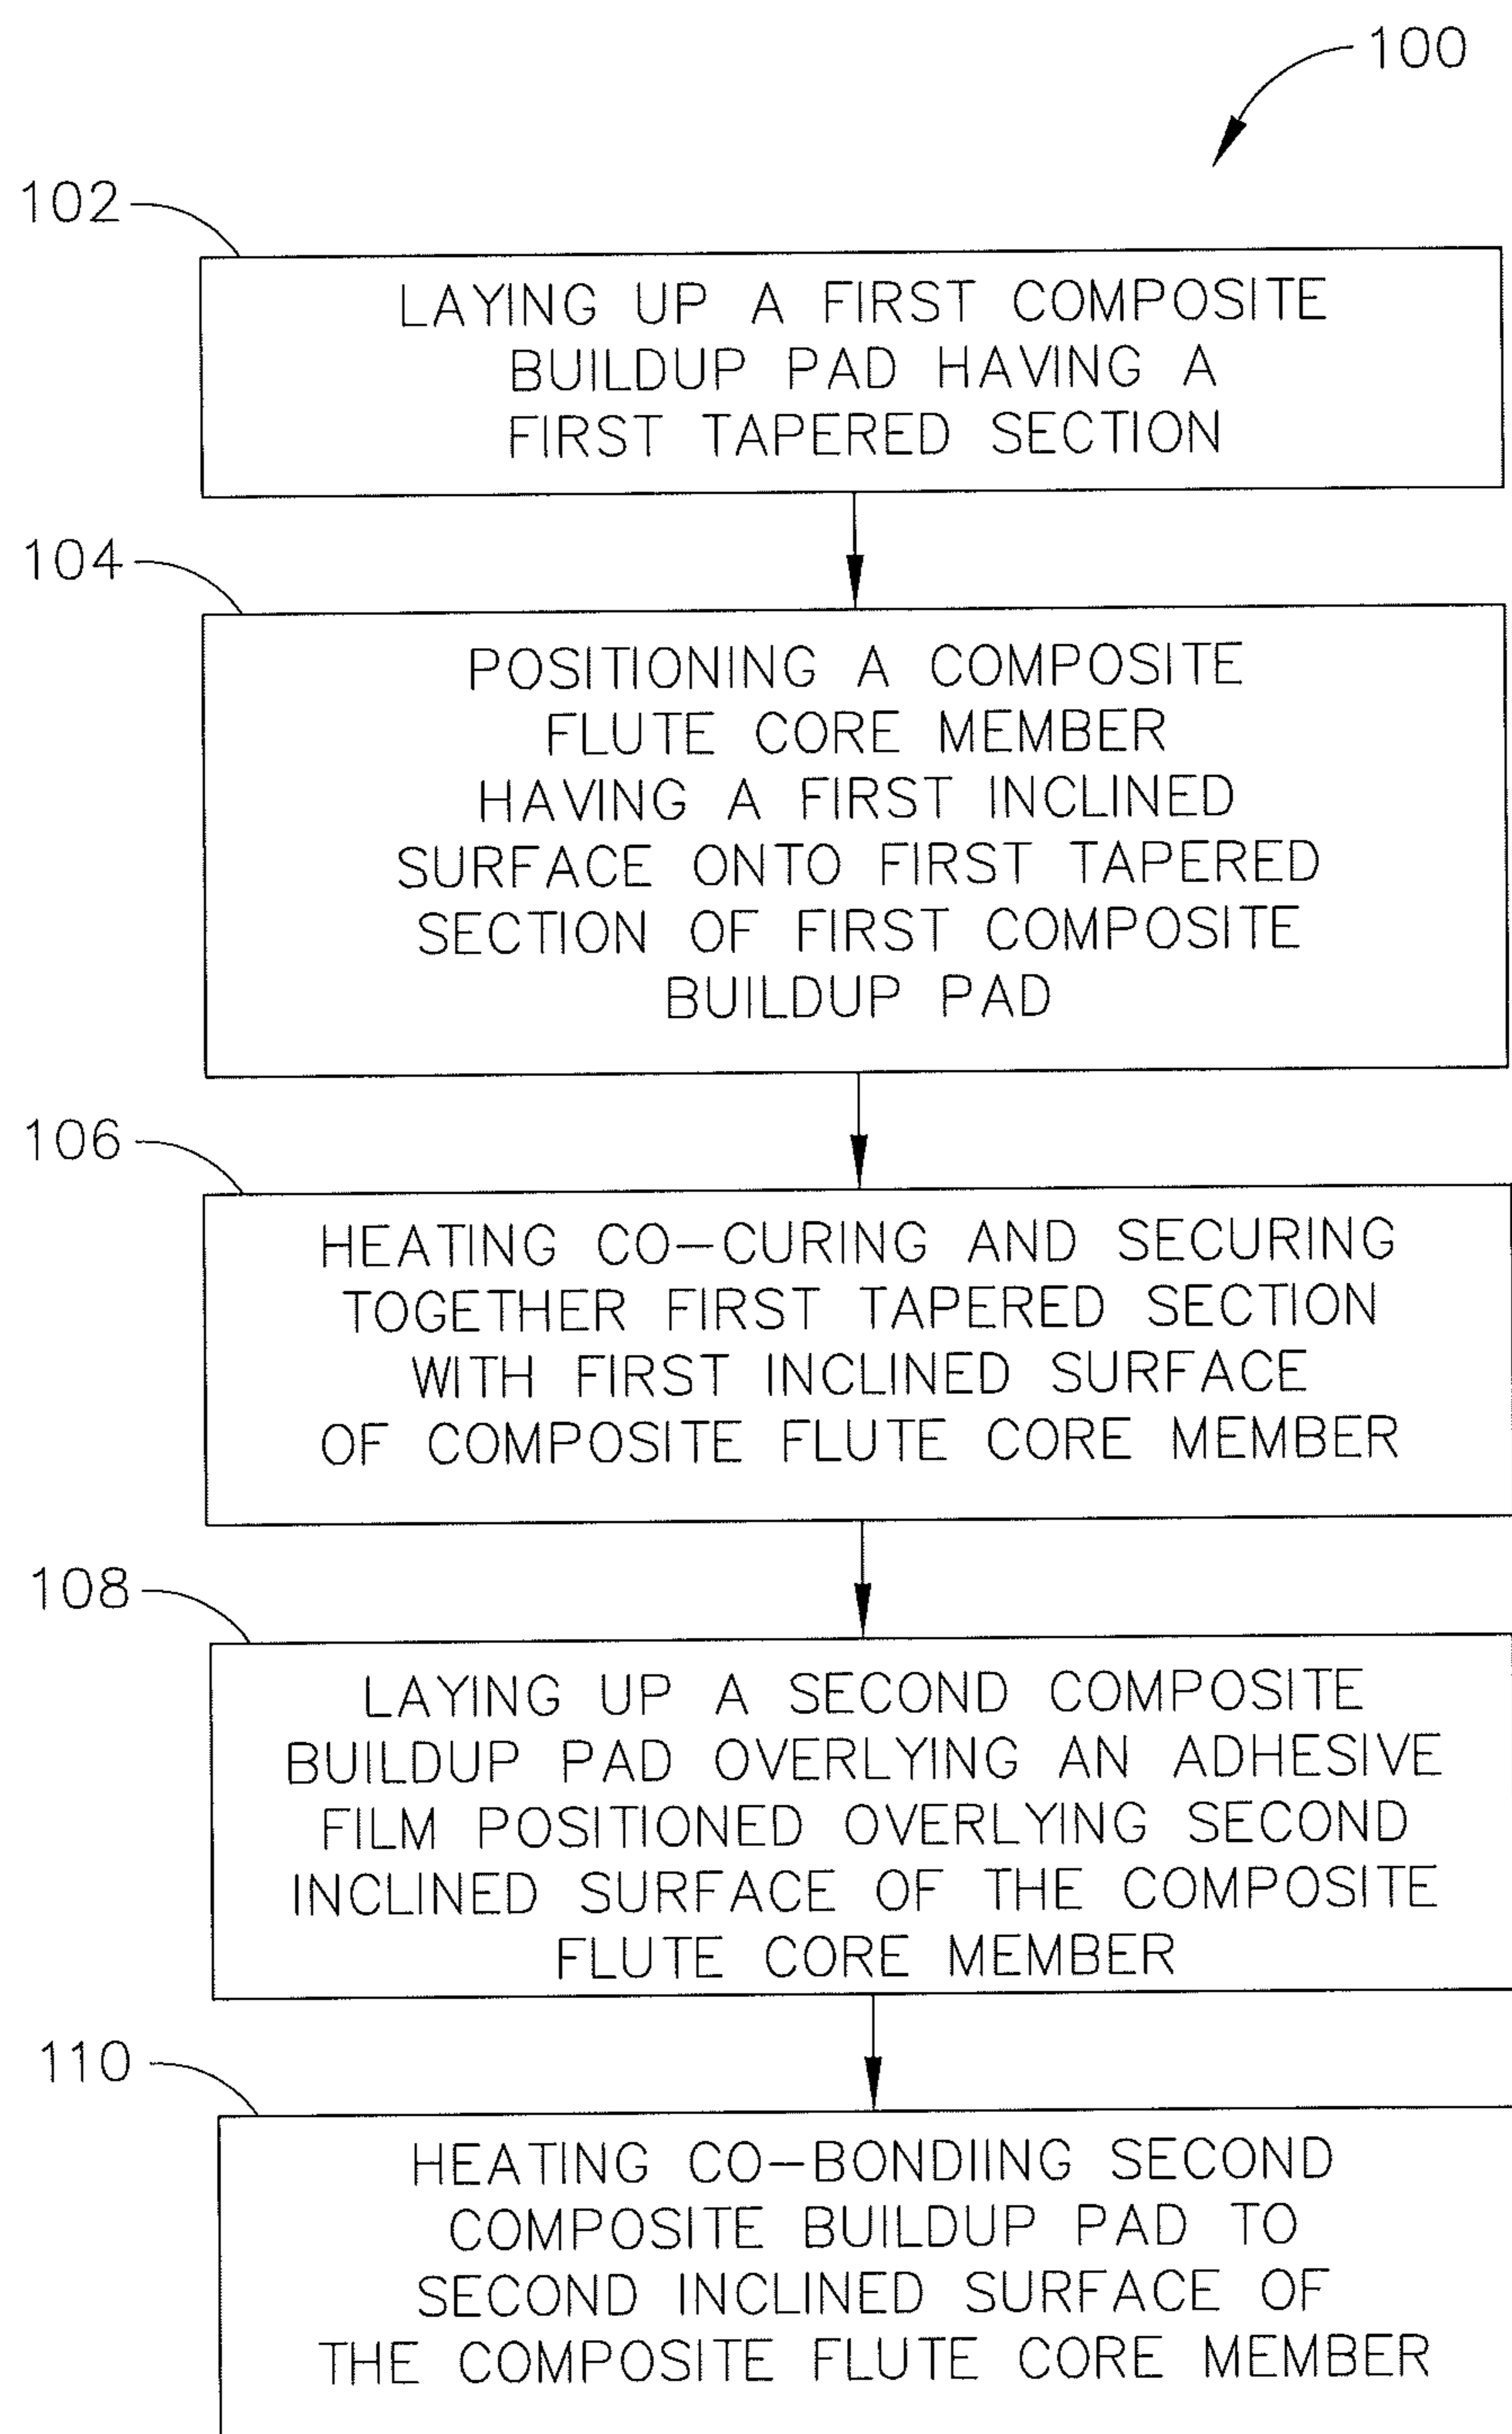 100
102
LAYING UP A FIRST COMPOSITE
BUILDUP PAD HAVING A
FIRST TAPERED SECTION
104
POSITIONING A COMPOSITE
FLUTE CORE MEMBER
HAVING A FIRST INCLINED
SURFACE ONTO FIRST TAPERED
SECTION OF FIRST COMPOSITE
BUILDUP PAD
106
HEATING CO-CURING AND SECURING
TOGETHER FIRST TAPERED SECTION
WITH FIRST INCLINED SURFACE
OF COMPOSITE FLUTE CORE MEMBER
108
LAYING UP A SECOND COMPOSITE
BUILDUP PAD OVERLYING AN ADHESIVE
FILM POSITIONED OVERLYING SECOND
INCLINED SURFACE OF THE COMPOSITE
FLUTE CORE MEMBER
110
HEATING CO-BONDIING SECOND
COMPOSITE BUILDUP PAD TO
SECOND INCLINED SURFACE OF
THE COMPOSITE FLUTE CORE MEMBER